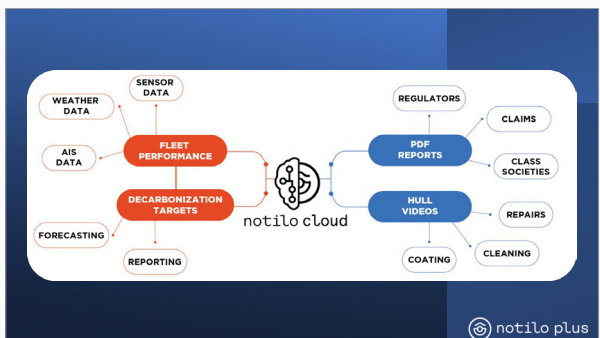 SENSOR
DATA
WEATHER
DATA
AIS
DATA
FLEET
PERFORMANCE
DECARBONIZATION
TARGETS
FORECASTING
REPORTING
notilo cloud
REGULATORS
CLAIMS
PDF
REPORTS
CLASS
SOCIETIES
HULL
VIDEOS
REPAIRS
CLEANING
COATING
notilo plus